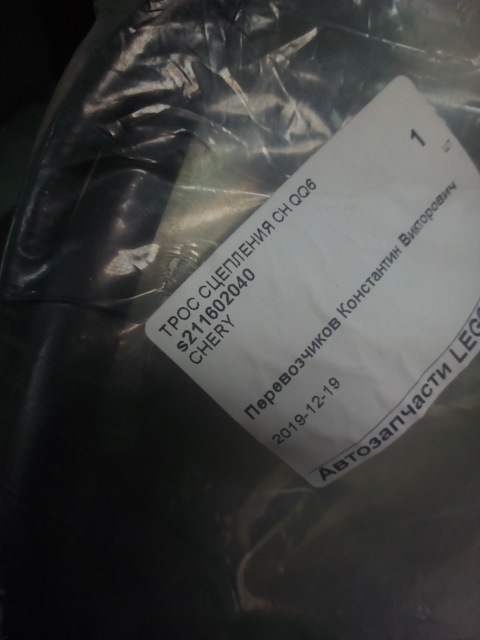 ТРОС СЦЕПЛЕНИЯ CH QQ6
s211602040
CHERY
1
Перевозчиков Константин Викторович
2019-12-19
Автозапчасти